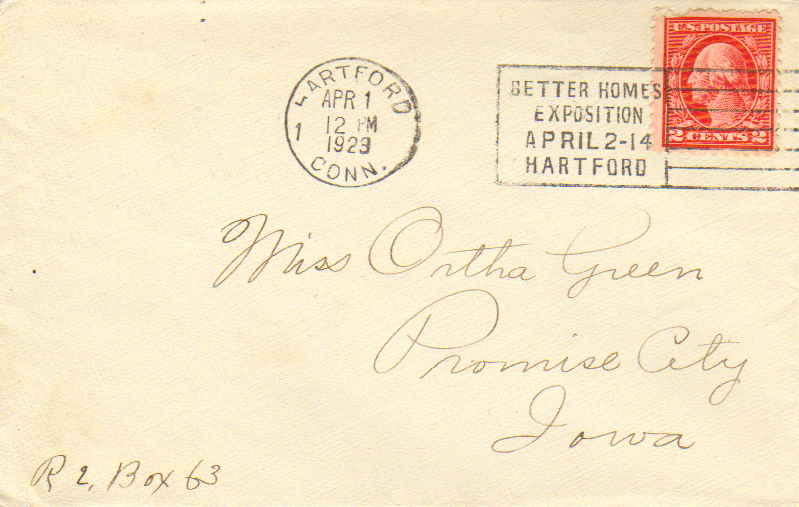 HARTFORD
APR 1
12 PM
1
1923
CONN.
BETTER HOMES
EXPOSITION
APRIL 2-14
HARTFORD
U.S. POSTAGE
2 CENTS 2
Miss Ortha Green
Promise City
Iowa
R 2, Box 63